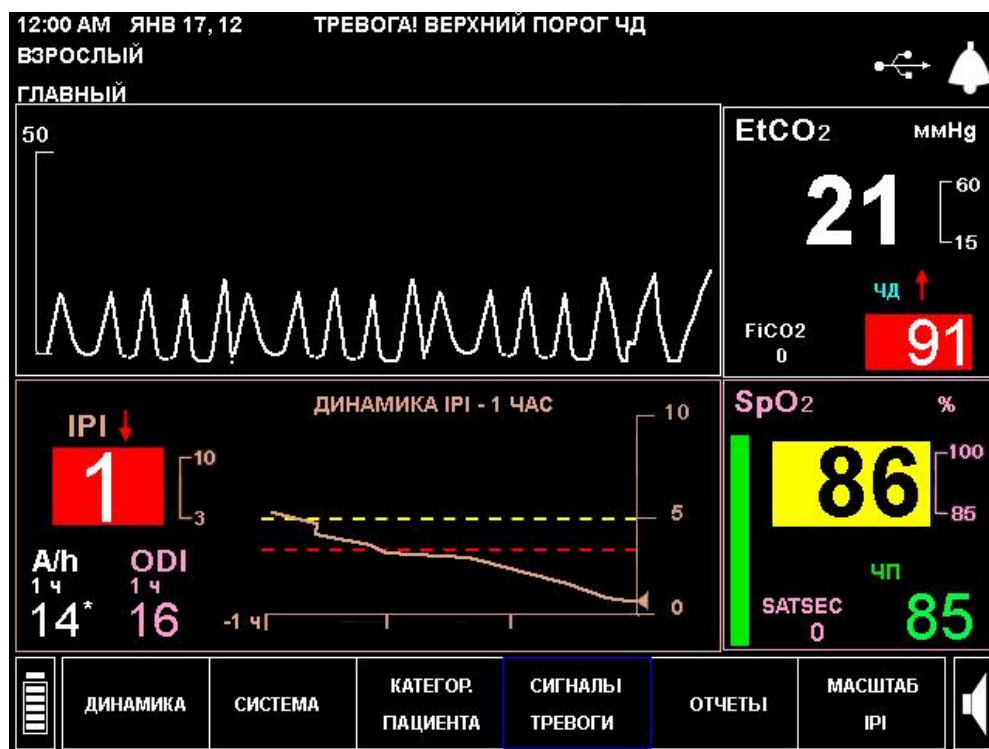 12:00 AM ЯНВ 17, 12 ТРЕВОГА! ВЕРХНИЙ ПОРОГ ЧД
ВЗРОСЛЫЙ
ГЛАВНЫЙ
50
EtCO2 ммHg
21
60
15
ЧД
FiCO2
0
91
IPI
1
10
3
A/h
1 ч
14*
ODI
1 ч
16
ДИНАМИКА IPI - 1 ЧАС
10
5
0
-1 ч
SpO2 %
86
100
85
ЧП
85
SATSEC
0
ДИНАМИКА
СИСТЕМА
КАТЕГОР.
ПАЦИЕНТА
СИГНАЛЫ
ТРЕВОГИ
ОТЧЕТЫ
МАСШТАБ
IPI